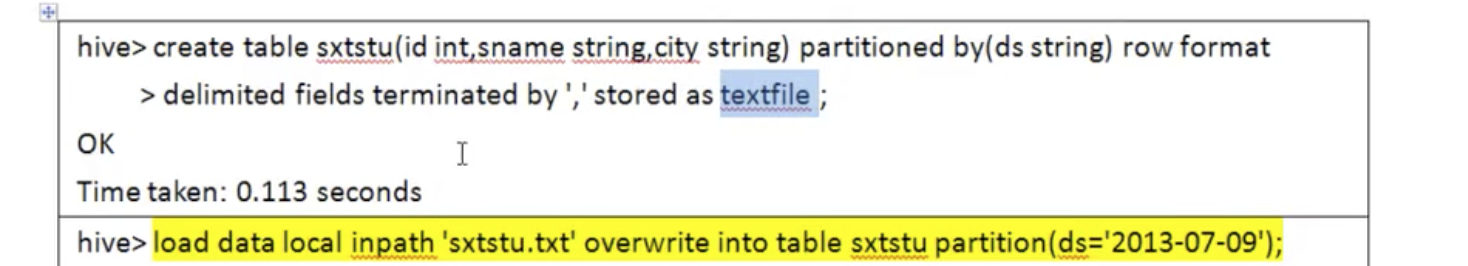 hive> create table sxtstu(id int,sname string,city string) partitioned by(ds string) row format
> delimited fields terminated by ',' stored as textfile ;
OK
Time taken: 0.113 seconds
hive> load data local inpath 'sxtstu.txt' overwrite into table sxtstu partition(ds='2013-07-09');